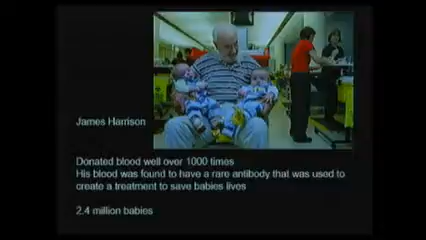 James Harrison
Donated blood well over 1000 times
His blood was found to have a rare antibody that was used to
create a treatment to save babies lives
2.4 million babies